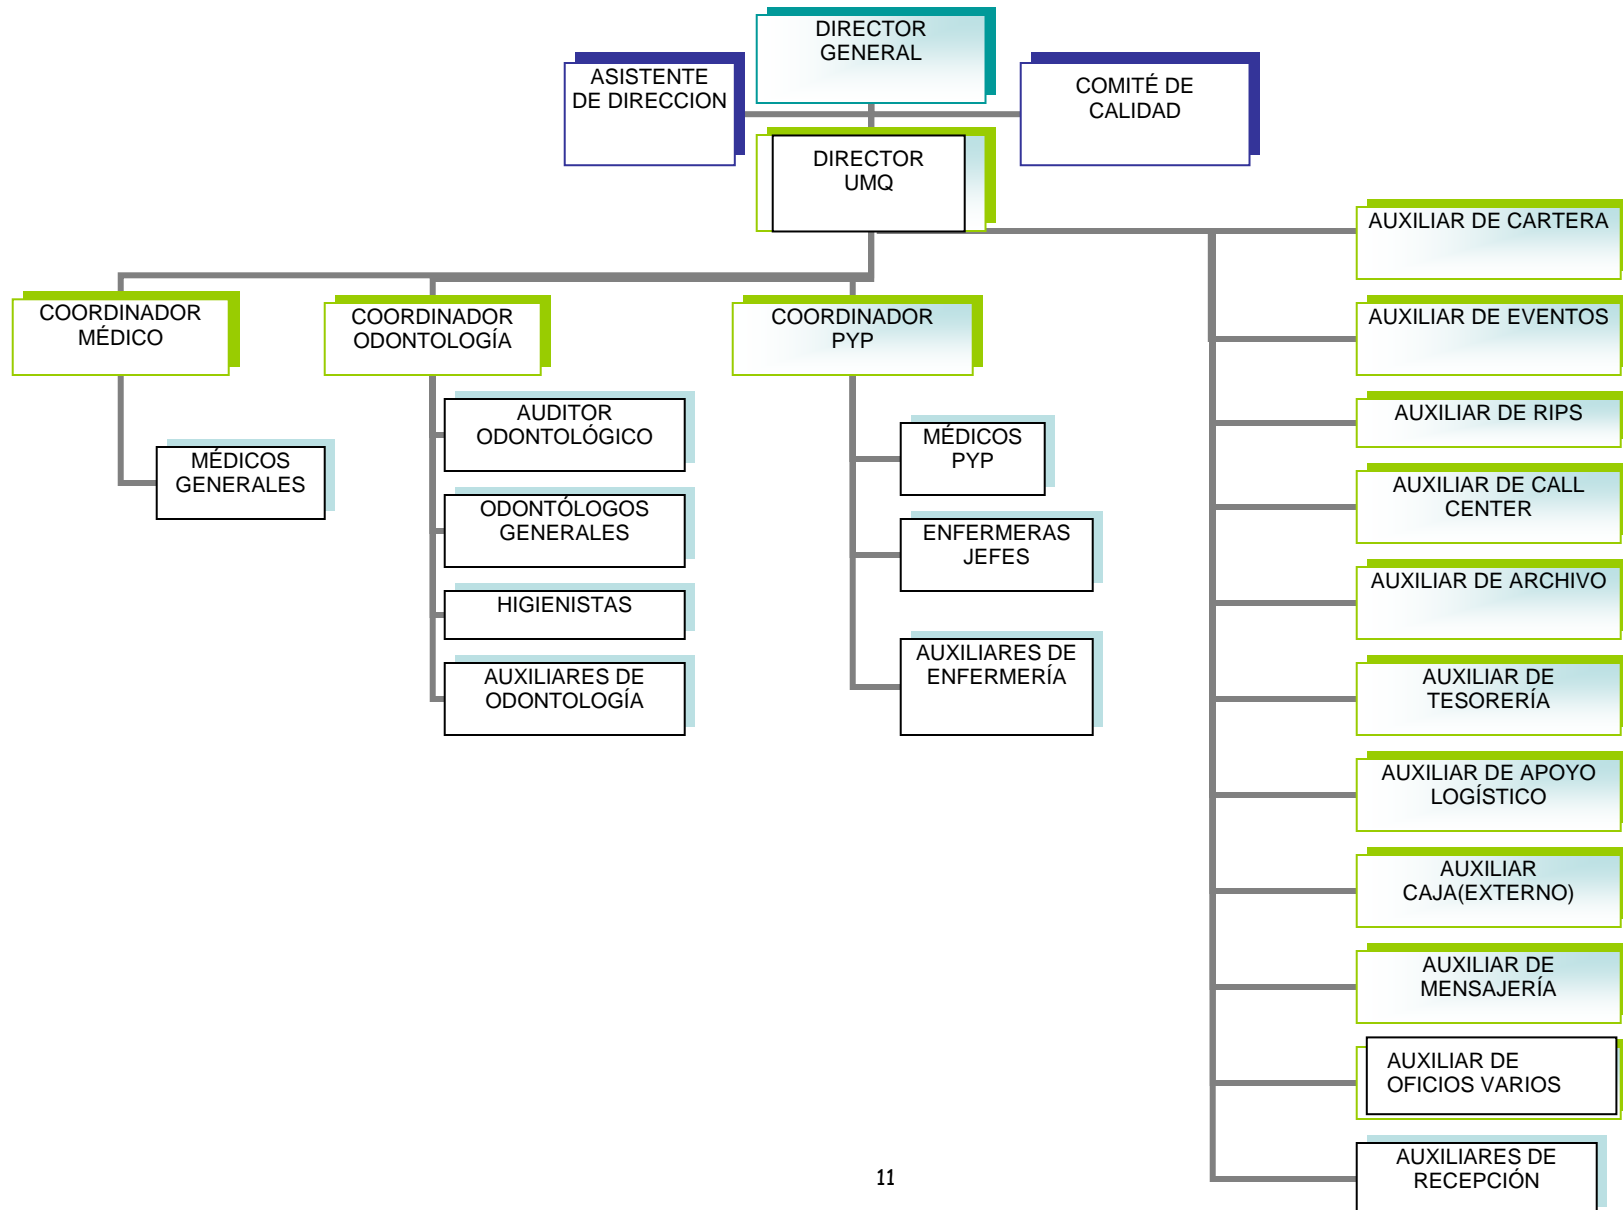 DIRECTOR
GENERAL
ASISTENTE
DE DIRECCION
COMITÉ DE
CALIDAD
DIRECTOR
UMQ
COORDINADOR
MÉDICO
MÉDICOS
GENERALES
COORDINADOR
ODONTOLOGÍA
AUDITOR
ODONTOLÓGICO
ODONTÓLOGOS
GENERALES
HIGIENISTAS
AUXILIARES DE
ODONTOLOGÍA
COORDINADOR
PYP
MÉDICOS
PYP
ENFERMERAS
JEFES
AUXILIARES DE
ENFERMERÍA
AUXILIAR DE CARTERA
AUXILIAR DE EVENTOS
AUXILIAR DE RIPS
AUXILIAR DE CALL
CENTER
AUXILIAR DE ARCHIVO
AUXILIAR DE
TESORERÍA
AUXILIAR DE APOYO
LOGÍSTICO
AUXILIAR
CAJA(EXTERNO)
AUXILIAR DE
MENSAJERÍA
AUXILIAR DE
OFICIOS VARIOS
AUXILIARES DE
RECEPCIÓN
11